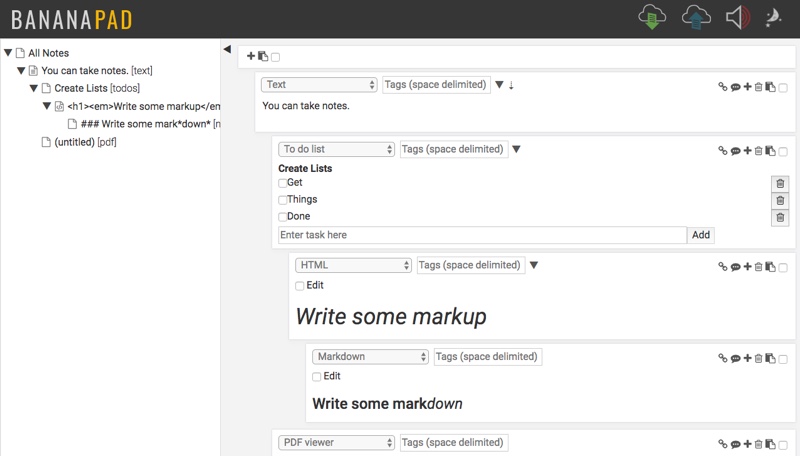 BANANAPAD
All Notes
You can take notes. [text]
Create Lists [todos]
<h1><em>Write some markup</em
### Write some mark*down* [n
(untitled) [pdf]
Text Tags (space delimited)
You can take notes.
To do list Tags (space delimited)
Create Lists
Get
Things
Done
Enter task here Add
HTML Tags (space delimited)
Edit
Write some markup
Markdown Tags (space delimited)
Edit
Write some markdown
PDF viewer Tags (space delimited)